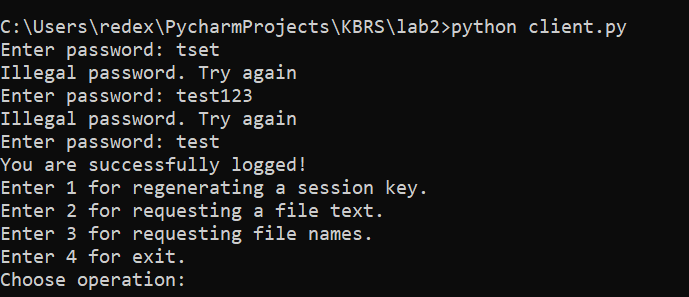 C:\Users\redex\PycharmProjects\KBRS\lab2>python client.py
Enter password: tset
Illegal password. Try again
Enter password: test123
Illegal password. Try again
Enter password: test
You are successfully logged!
Enter 1 for regenerating a session key.
Enter 2 for requesting a file text.
Enter 3 for requesting file names.
Enter 4 for exit.
Choose operation: